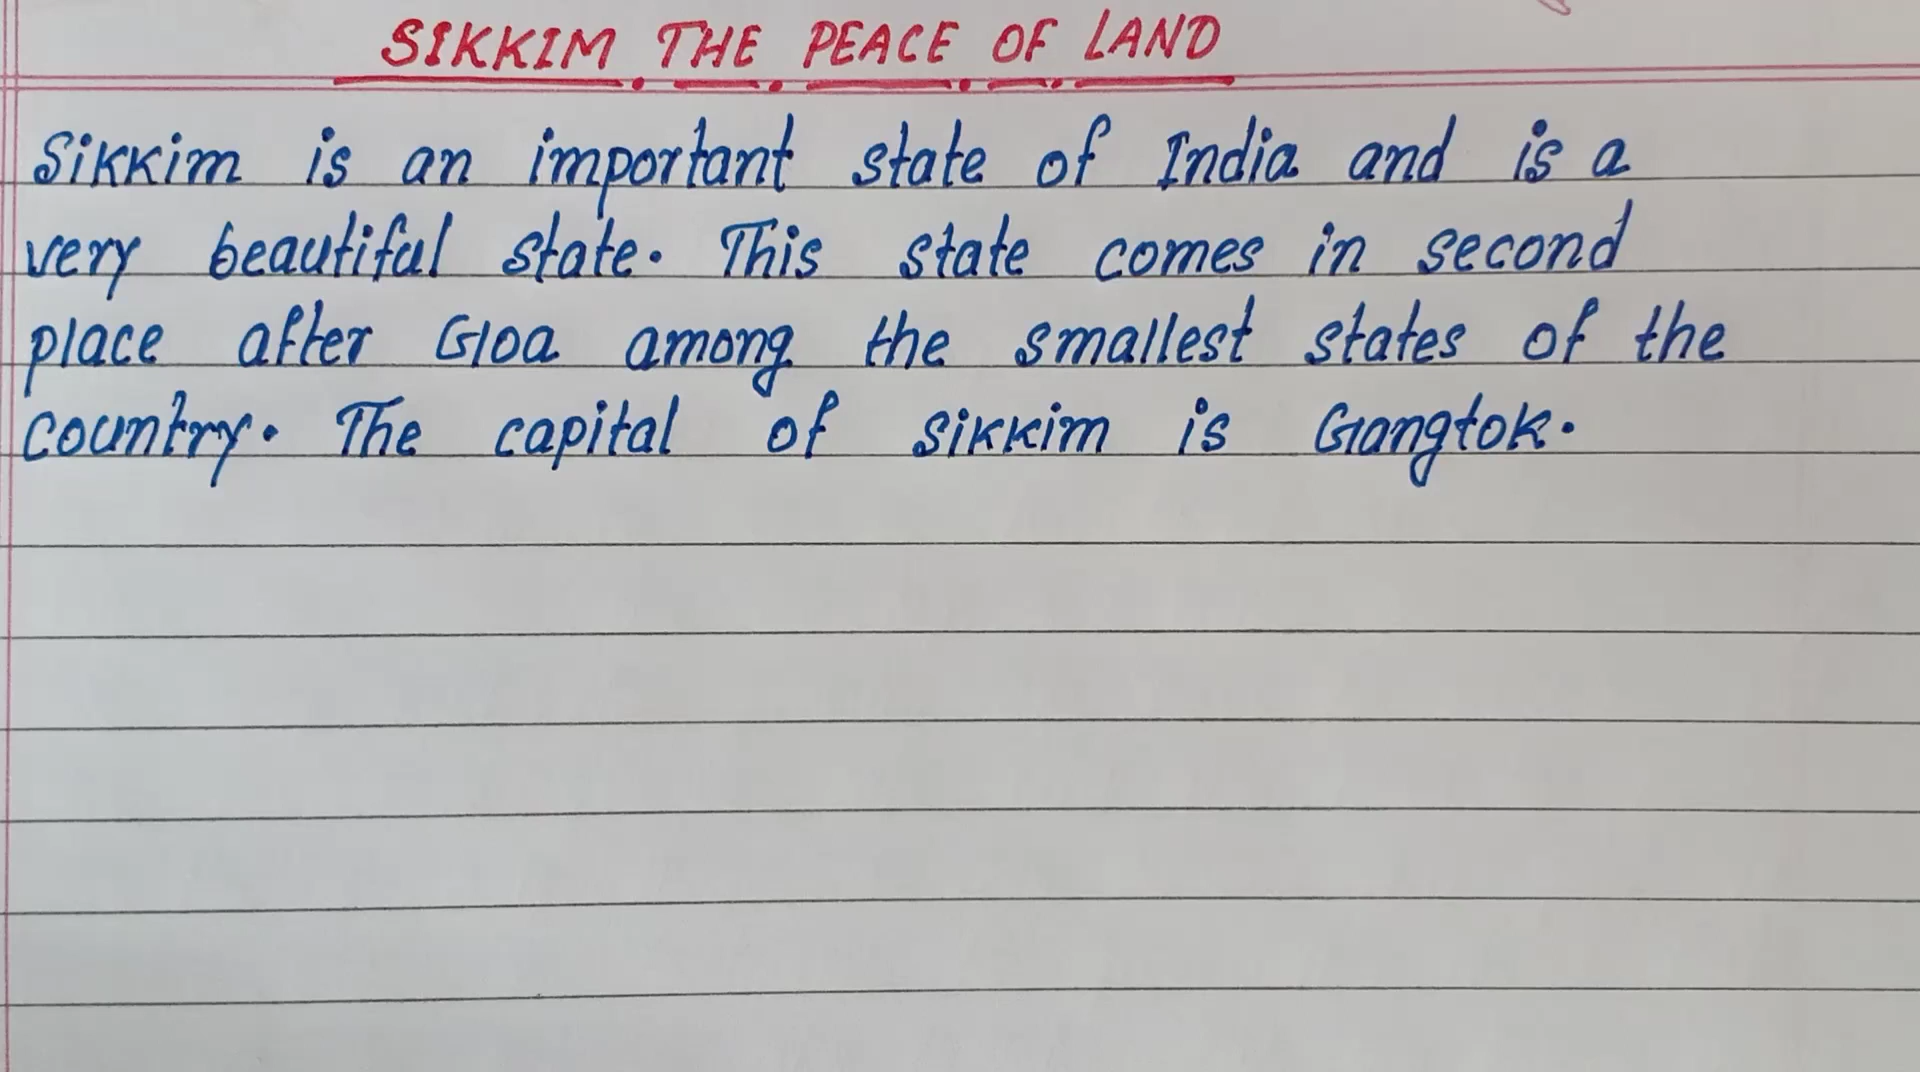 SIKKIM THE PEACE OF LAND
Sikkim is an important state of India and is a
very beautiful state. This state comes in second
place after Goa among the smallest states of the
country. The capital of sikkim is Gangtok.